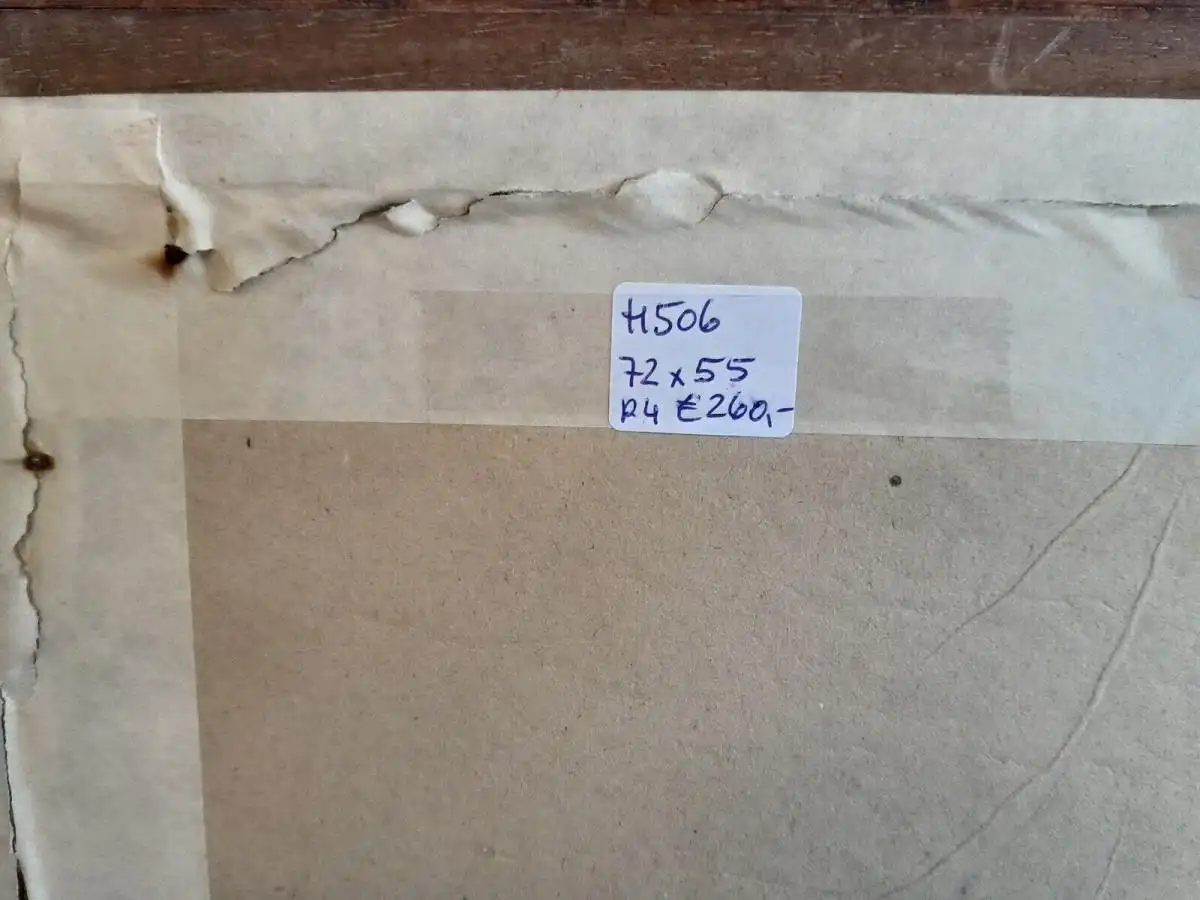 H506
72 x 55
R4 € 260,-